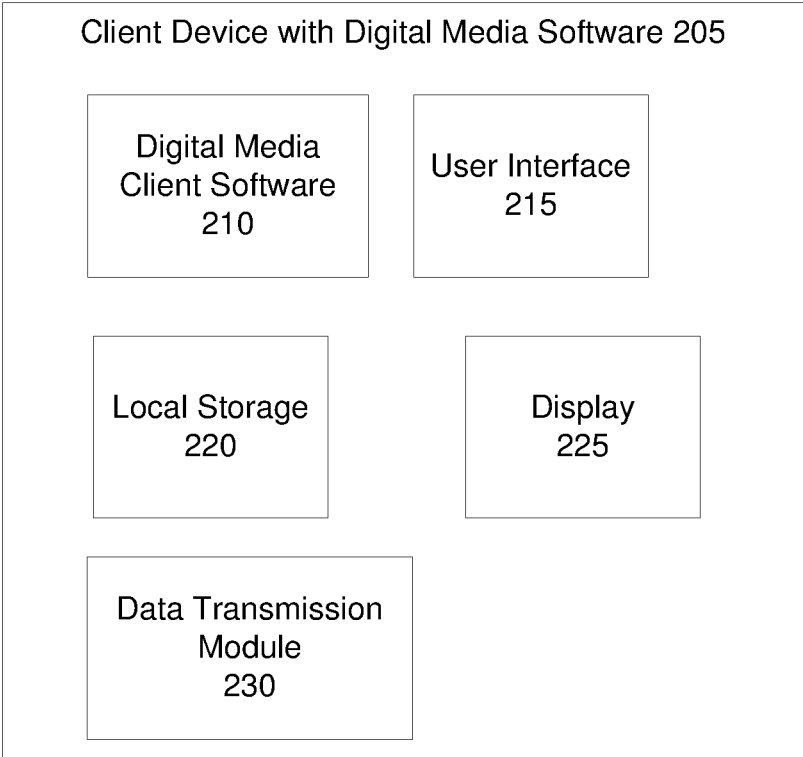 Client Device with Digital Media Software 205
Digital Media
Client Software
210
User Interface
215
Local Storage
220
Display
225
Data Transmission
Module
230